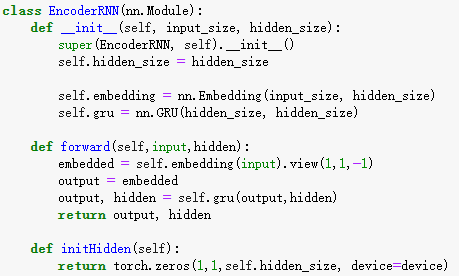 class EncoderRNN(nn.Module):
    def __init__(self, input_size, hidden_size):
        super(EncoderRNN, self).__init__()
        self.hidden_size = hidden_size

        self.embedding = nn.Embedding(input_size, hidden_size)
        self.gru = nn.GRU(hidden_size, hidden_size)

    def forward(self,input,hidden):
        embedded = self.embedding(input).view(1,1,-1)
        output = embedded
        output, hidden = self.gru(output,hidden)
        return output, hidden

    def initHidden(self):
        return torch.zeros(1,1,self.hidden_size, device=device)